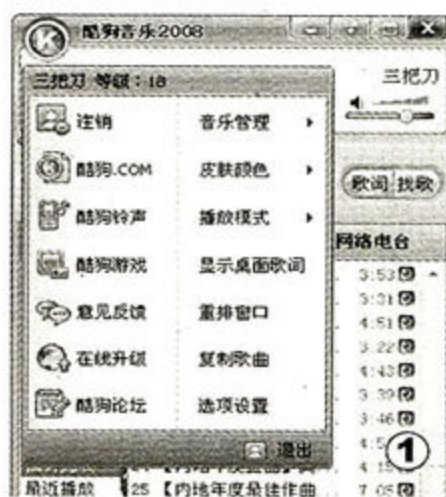 K 酷狗音乐2008
三把刀 等级：18
三把刀
注销 音乐管理
酷狗.COM 皮肤颜色
歌词 找歌
酷狗铃声 播放模式
网络电台
酷狗游戏 显示桌面歌词
3:53
3:31
意见反馈 重排窗口
4:51
3:22
在线升级 复制歌曲
4:43
3:39
酷狗论坛 选项设置
3:46
退出
①
最近播放 25 【内地年度最佳作曲 7:05